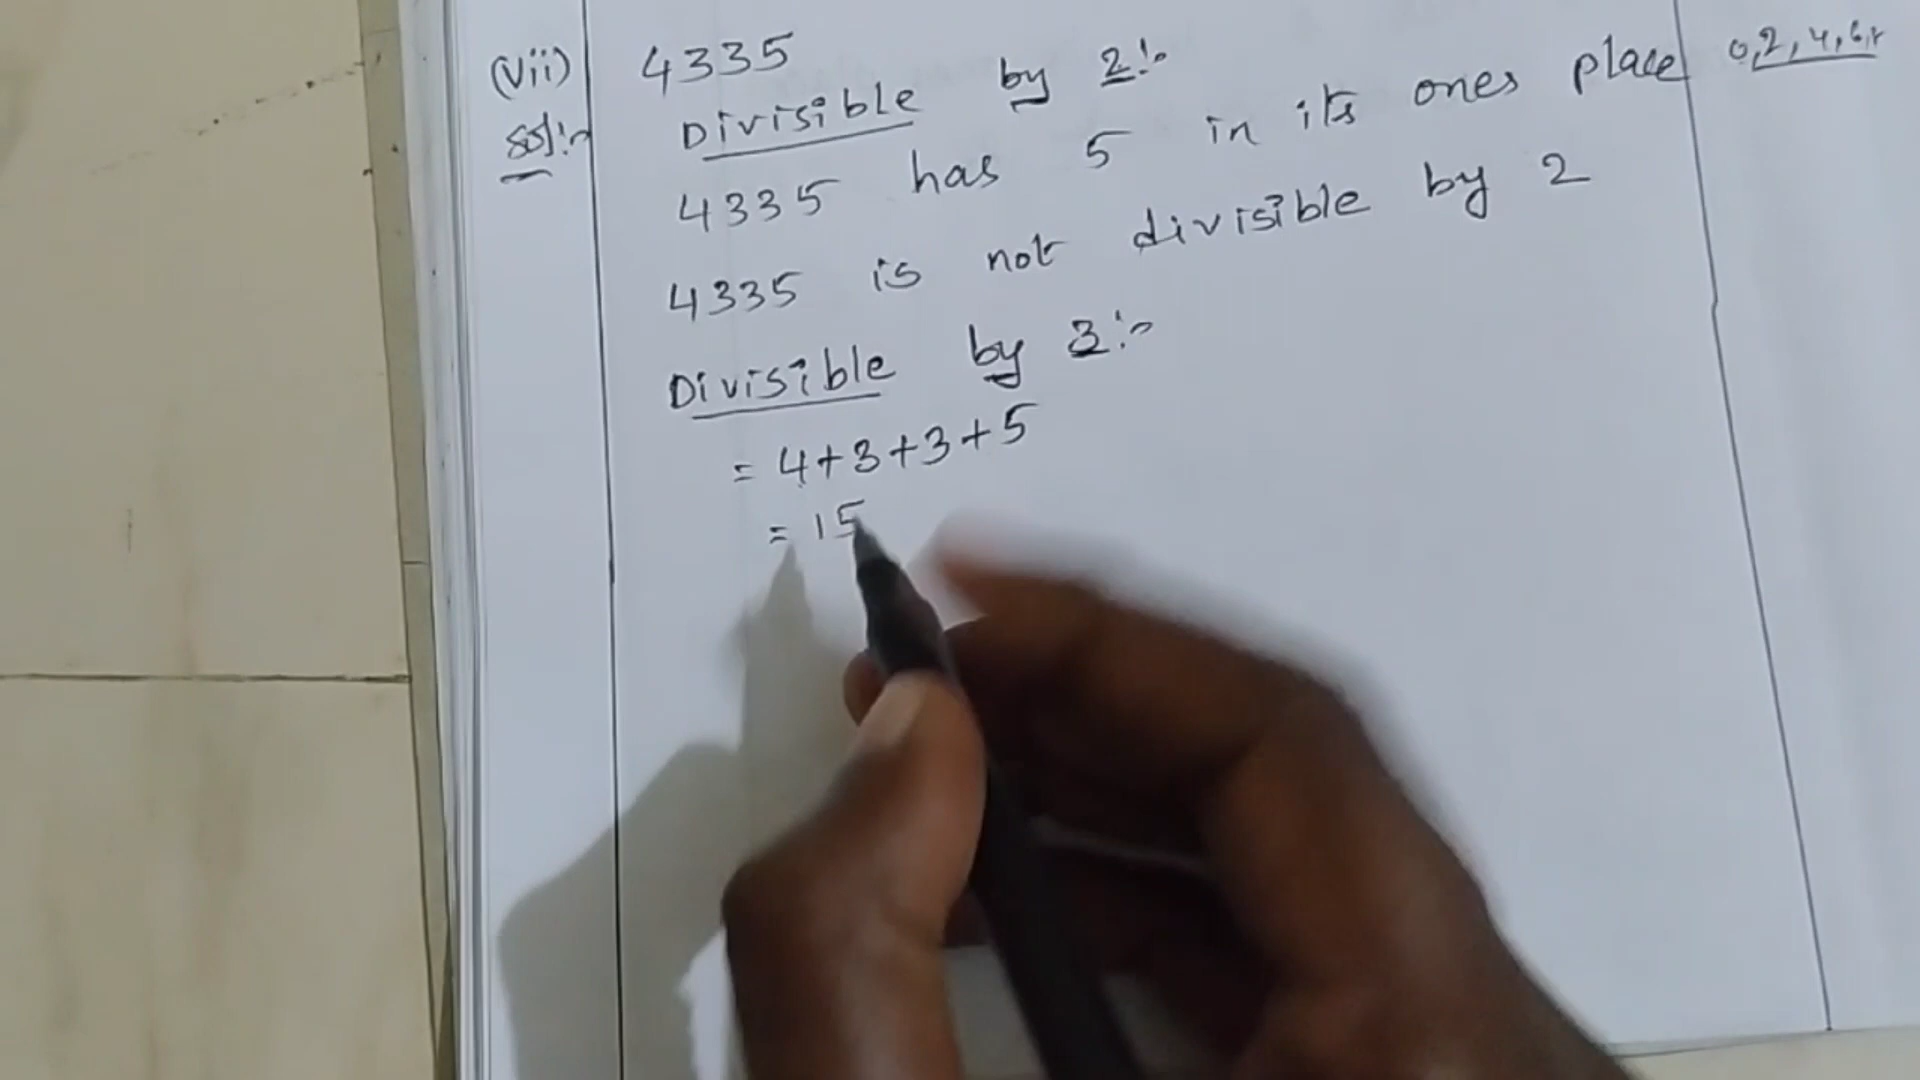 (vii) 4335
Sol:-
Divisible by 2:-
4335 has 5 in its ones place 0,2,4,6,8
4335 is not divisible by 2
Divisible by 3:-
= 4+3+3+5
= 15